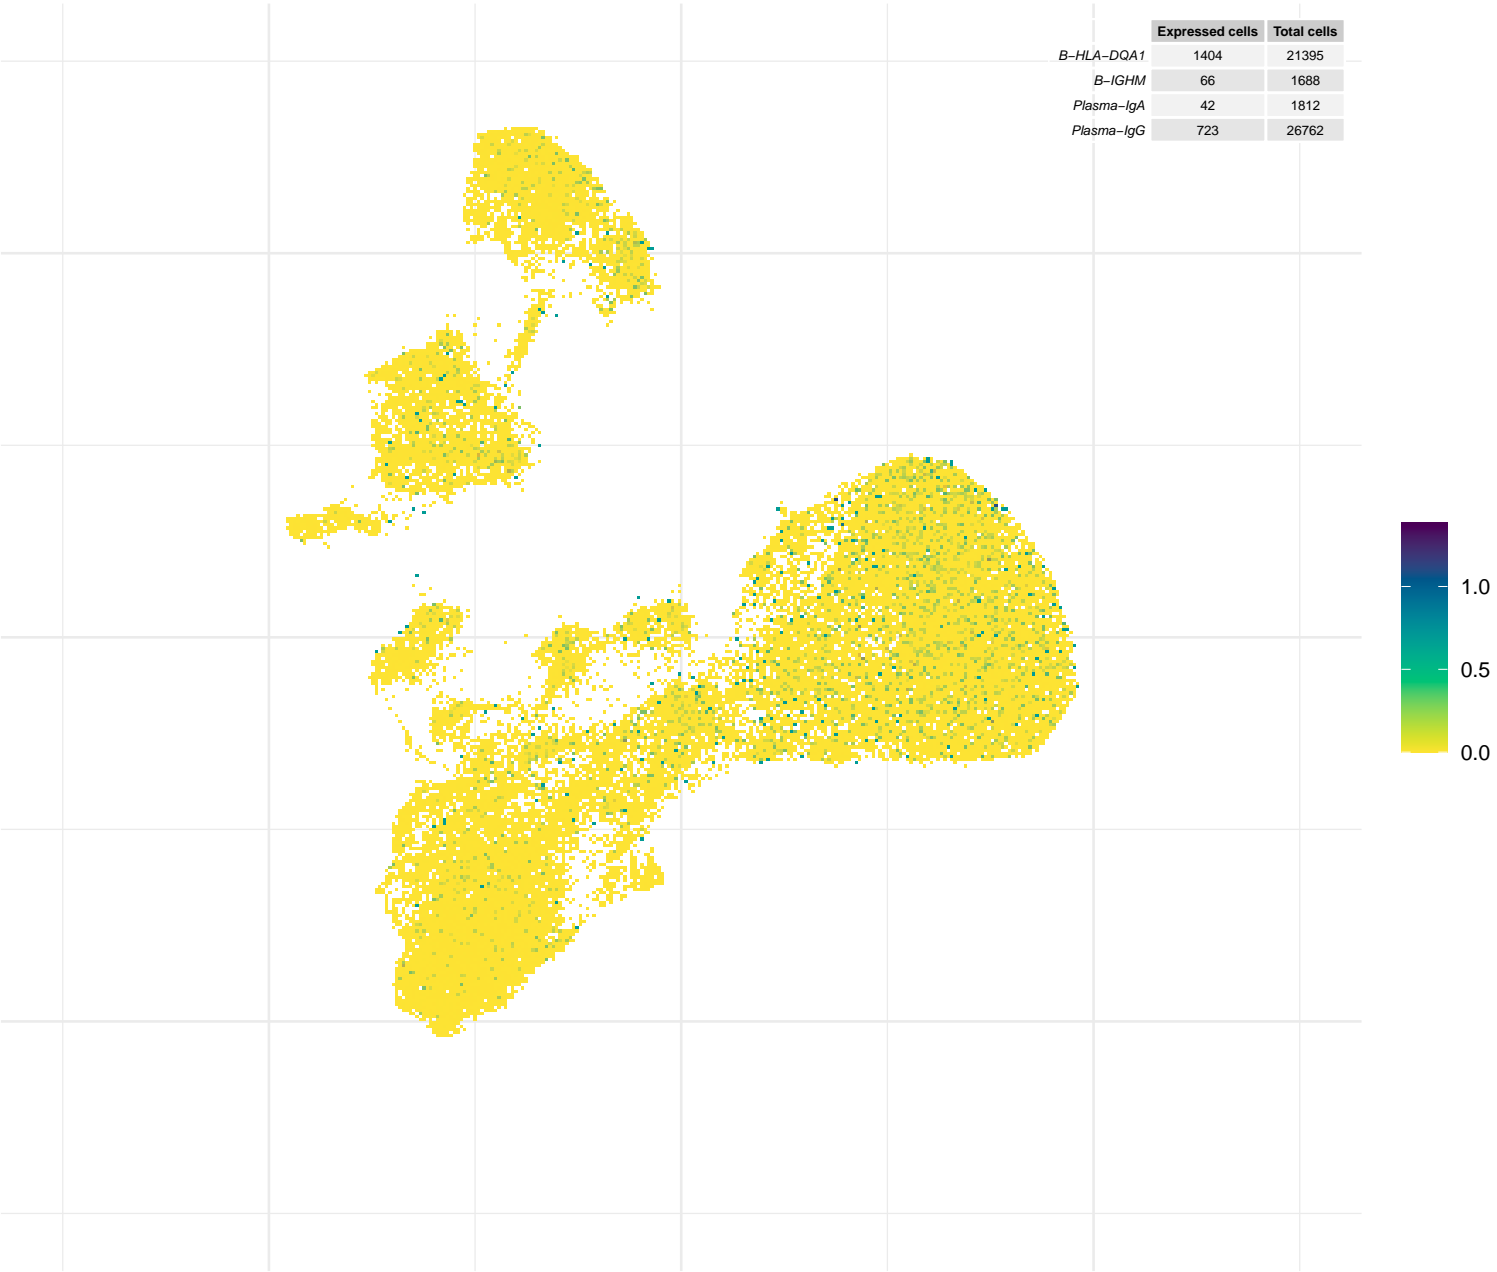 Expressed cells Total cells
B−HLA−DQA1 1404 21395
B−IGHM 66 1688
Plasma−IgA 42 1812
Plasma−IgG 723 26762
1.0
0.5
0.0